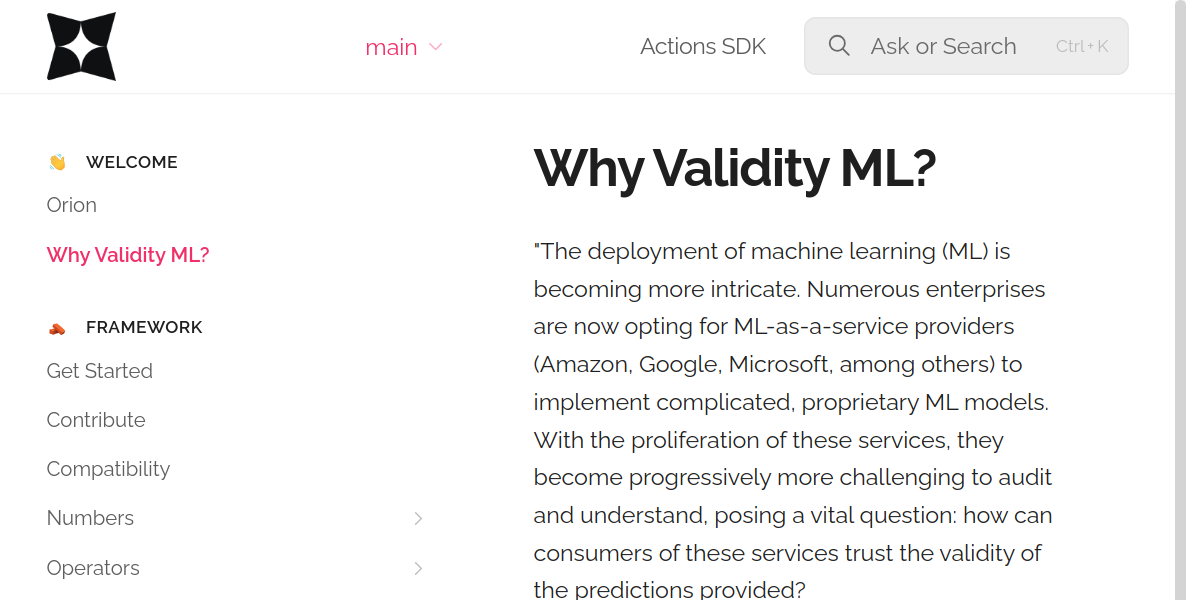 main
Actions SDK
Ask or Search
Ctrl + K
WELCOME
Orion
Why Validity ML?
FRAMEWORK
Get Started
Contribute
Compatibility
Numbers
Operators
Why Validity ML?
"The deployment of machine learning (ML) is
becoming more intricate. Numerous enterprises
are now opting for ML-as-a-service providers
(Amazon, Google, Microsoft, among others) to
implement complicated, proprietary ML models.
With the proliferation of these services, they
become progressively more challenging to audit
and understand, posing a vital question: how can
consumers of these services trust the validity of
the predictions provided?